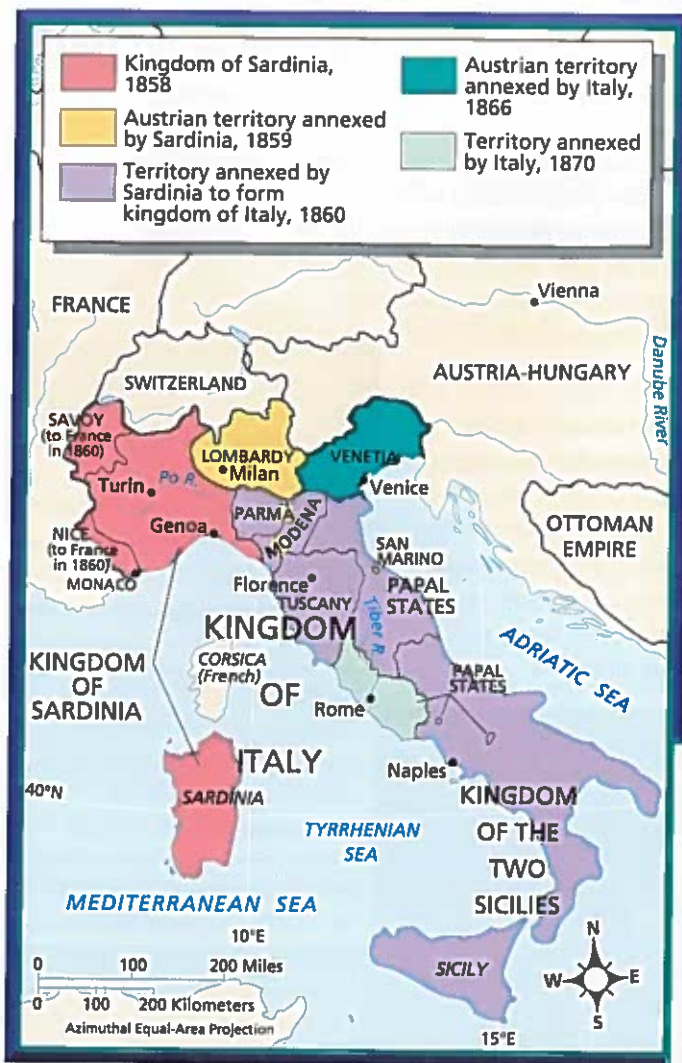 Kingdom of Sardinia,
1858
Austrian territory annexed
by Sardinia, 1859
Territory annexed by
Sardinia to form
kingdom of Italy, 1860
Austrian territory
annexed by Italy,
1866
Territory annexed
by Italy, 1870
FRANCE
Vienna
Danube River
SWITZERLAND
AUSTRIA-HUNGARY
SAVOY
(to France
in 1860)
LOMBARDY
Milan
VENETIA
Turin
Po R.
Venice
PARMA
MODENA
Genoa
NICE
(to France
in 1860)
MONACO
OTTOMAN
EMPIRE
SAN
MARINO
Florence
TUSCANY
PAPAL
STATES
Tiber R.
KINGDOM
OF
ITALY
ADRIATIC SEA
KINGDOM
OF
SARDINIA
CORSICA
(French)
PAPAL
STATES
Rome
Naples
40°N
SARDINIA
KINGDOM
OF THE
TWO
SICILIES
TYRRHENIAN
SEA
MEDITERRANEAN SEA
10°E
0 100 200 Miles
0 100 200 Kilometers
Azimuthal Equal-Area Projection
SICILY
N
W
E
S
15°E